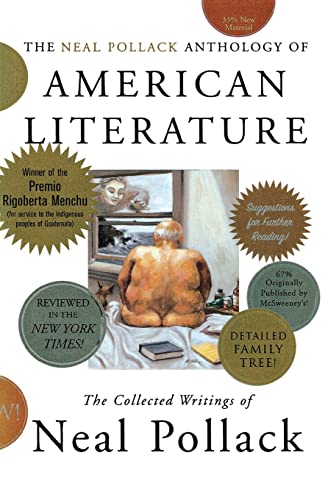 33% New
Material
THE NEAL POLLACK ANTHOLOGY OF
AMERICAN
LITERATURE
Winner of the
Premio
Rigoberta Menchu
(for service to the Indigenous
peoples of Guatemala)
Suggestions
for Further
Reading!
67%
Originally
Published by
McSweeney's!
REVIEWED
IN THE
NEW YORK
TIMES!
DETAILED
FAMILY
TREE!
W!
The Collected Writings of
Neal Pollack